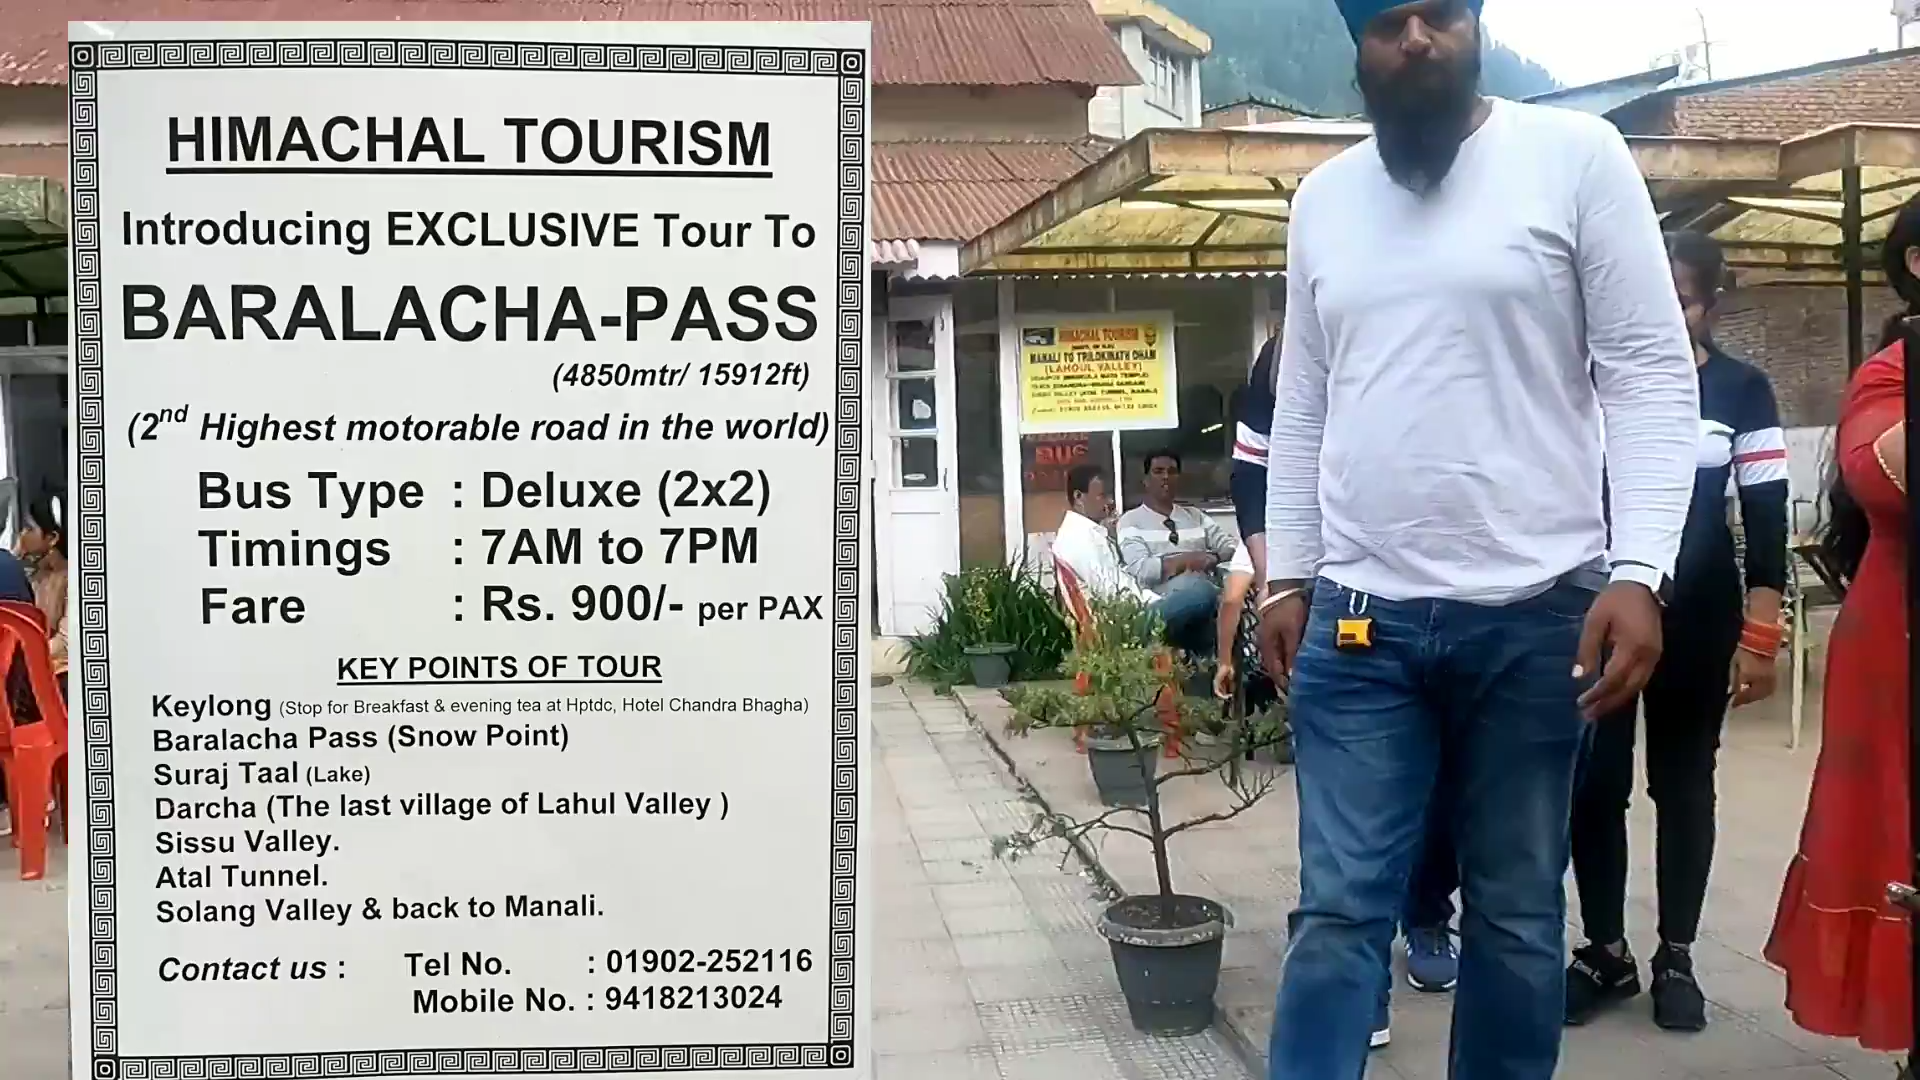 HIMACHAL TOURISM
Introducing EXCLUSIVE Tour To
BARALACHA-PASS
(4850mtr/ 15912ft)
(2nd Highest motorable road in the world)
Bus Type : Deluxe (2x2)
Timings : 7AM to 7PM
Fare : Rs. 900/- per PAX
KEY POINTS OF TOUR
Keylong (Stop for Breakfast & evening tea at Hptdc, Hotel Chandra Bhagha)
Baralacha Pass (Snow Point)
Suraj Taal (Lake)
Darcha (The last village of Lahul Valley )
Sissu Valley.
Atal Tunnel.
Solang Valley & back to Manali.
Contact us : Tel No. : 01902-252116
Mobile No. : 9418213024
HIMACHAL TOURISM
MANALI TO TRILOKINATH DHAM
(LAHOUL VALLEY)
BUS